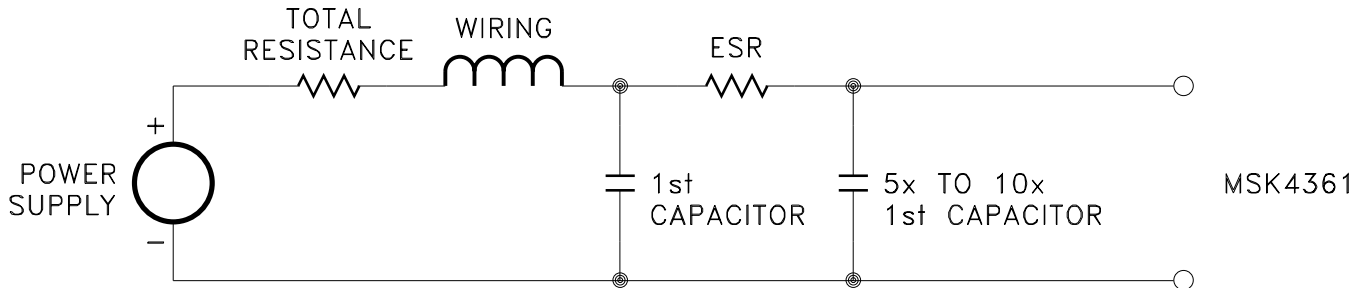 TOTAL
RESISTANCE
WIRING
ESR
+
POWER
SUPPLY
−
1st
CAPACITOR
5x TO 10x
1st CAPACITOR
MSK4361